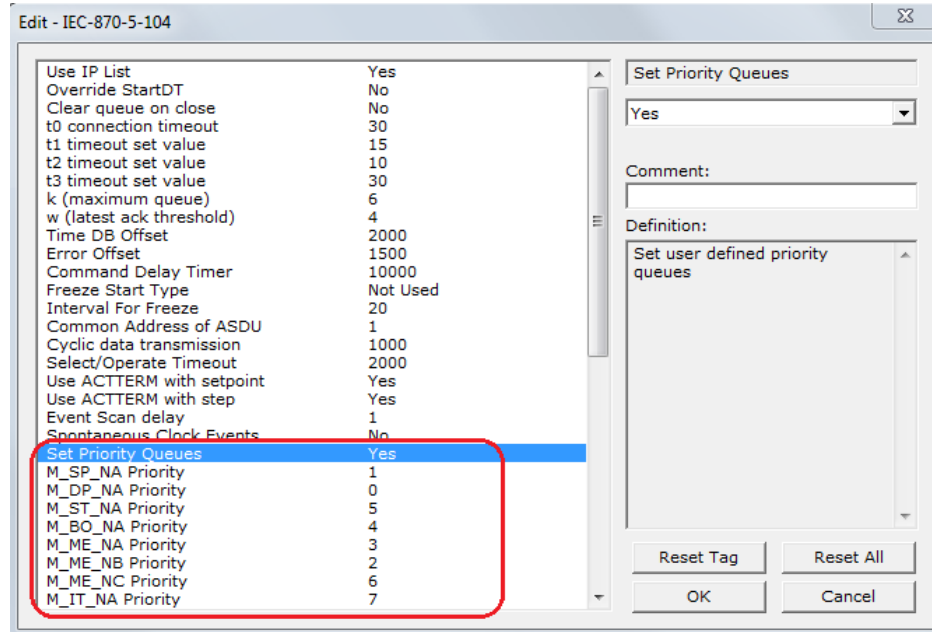 Edit - IEC-870-5-104
Use IP List Yes
Override StartDT No
Clear queue on close No
t0 connection timeout 30
t1 timeout set value 15
t2 timeout set value 10
t3 timeout set value 30
k (maximum queue) 6
w (latest ack threshold) 4
Time DB Offset 2000
Error Offset 1500
Command Delay Timer 10000
Freeze Start Type Not Used
Interval For Freeze 20
Common Address of ASDU 1
Cyclic data transmission 1000
Select/Operate Timeout 2000
Use ACTTERM with setpoint Yes
Use ACTTERM with step Yes
Event Scan delay 1
Spontaneous Clock Events No
Set Priority Queues Yes
M_SP_NA Priority 1
M_DP_NA Priority 0
M_ST_NA Priority 5
M_BO_NA Priority 4
M_ME_NA Priority 3
M_ME_NB Priority 2
M_ME_NC Priority 6
M_IT_NA Priority 7
Set Priority Queues
Yes
Comment:
Definition:
Set user defined priority
queues
Reset Tag Reset All
OK Cancel